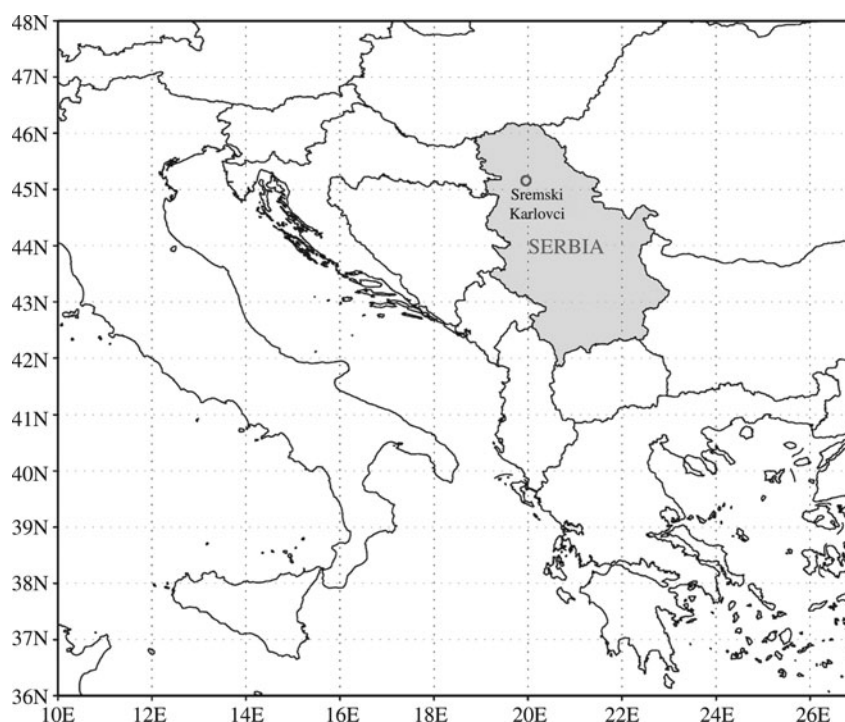 48N
47N
46N
45N
Sremski
Karlovci
44N
SERBIA
43N
42N
41N
40N
39N
38N
37N
36N
10E 12E 14E 16E 18E 20E 22E 24E 26E